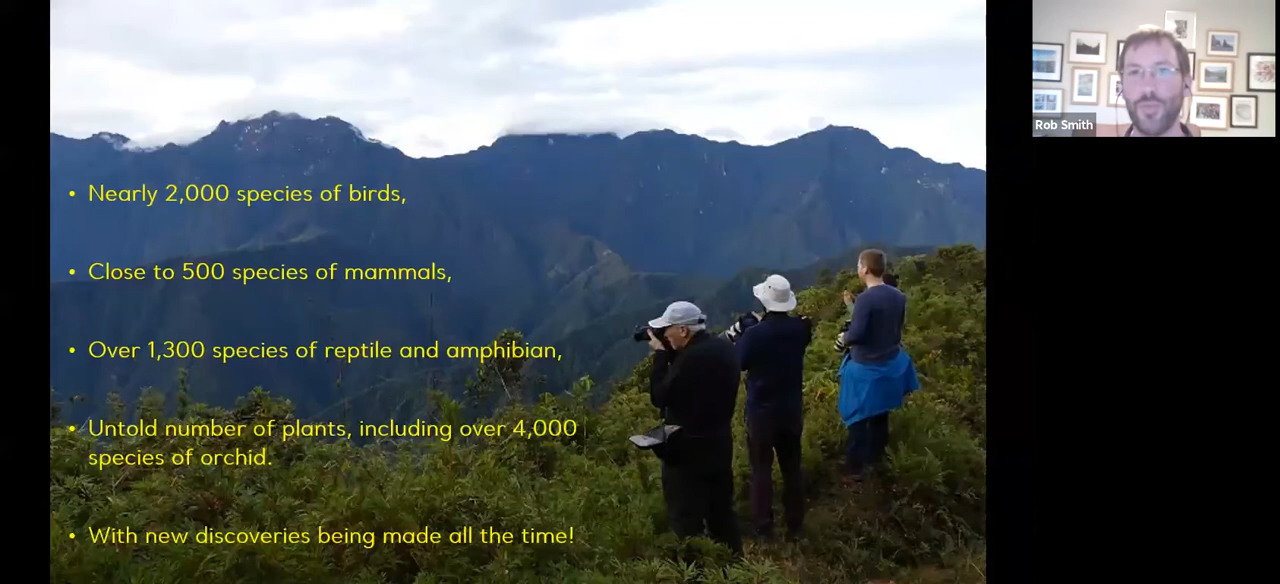 • Nearly 2,000 species of birds,
• Close to 500 species of mammals,
• Over 1,300 species of reptile and amphibian,
• Untold number of plants, including over 4,000
species of orchid.
• With new discoveries being made all the time!
Rob Smith